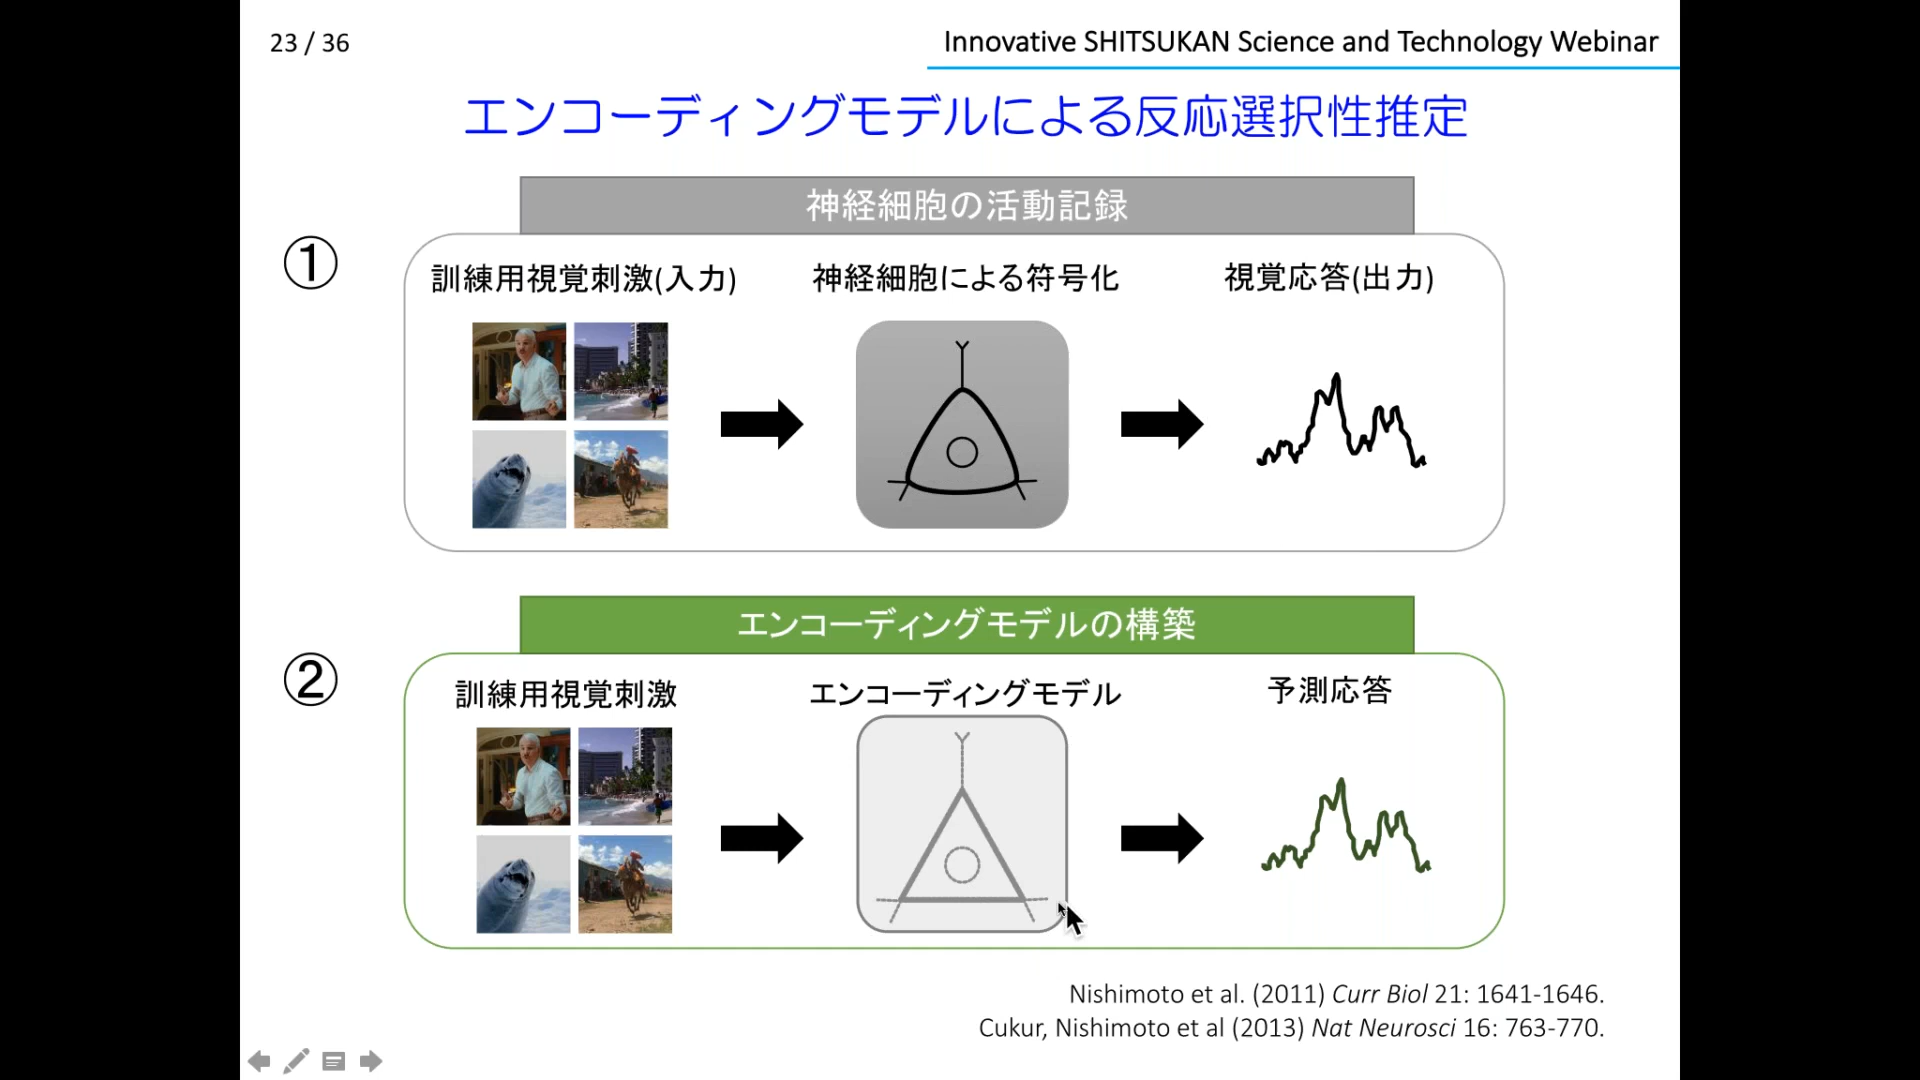 23 / 36
Innovative SHITSUKAN Science and Technology Webinar
エンコーディングモデルによる反応選択性推定
神経細胞の活動記録
①
訓練用視覚刺激(入力)
神経細胞による符号化
視覚応答(出力)
エンコーディングモデルの構築
②
訓練用視覚刺激
エンコーディングモデル
予測応答
Nishimoto et al. (2011) Curr Biol 21: 1641-1646.
Cukur, Nishimoto et al (2013) Nat Neurosci 16: 763-770.